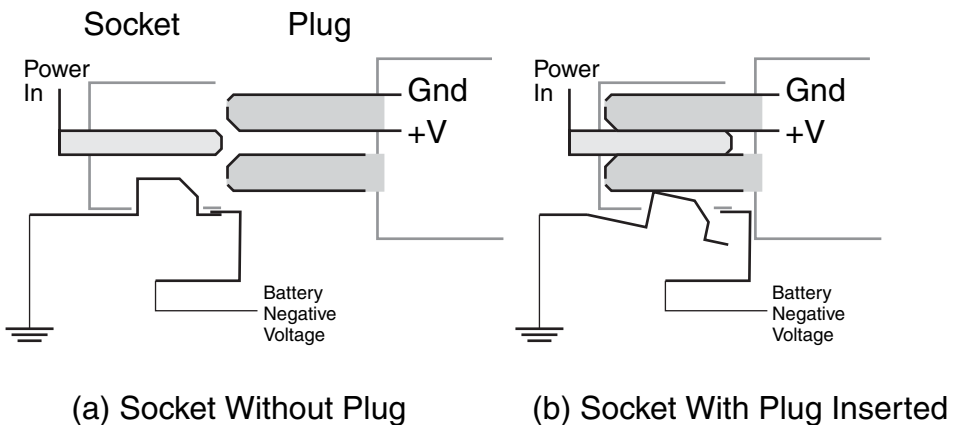 Socket
Plug
Power
In
Gnd
+V
Battery
Negative
Voltage
(a) Socket Without Plug
Power
In
Gnd
+V
Battery
Negative
Voltage
(b) Socket With Plug Inserted